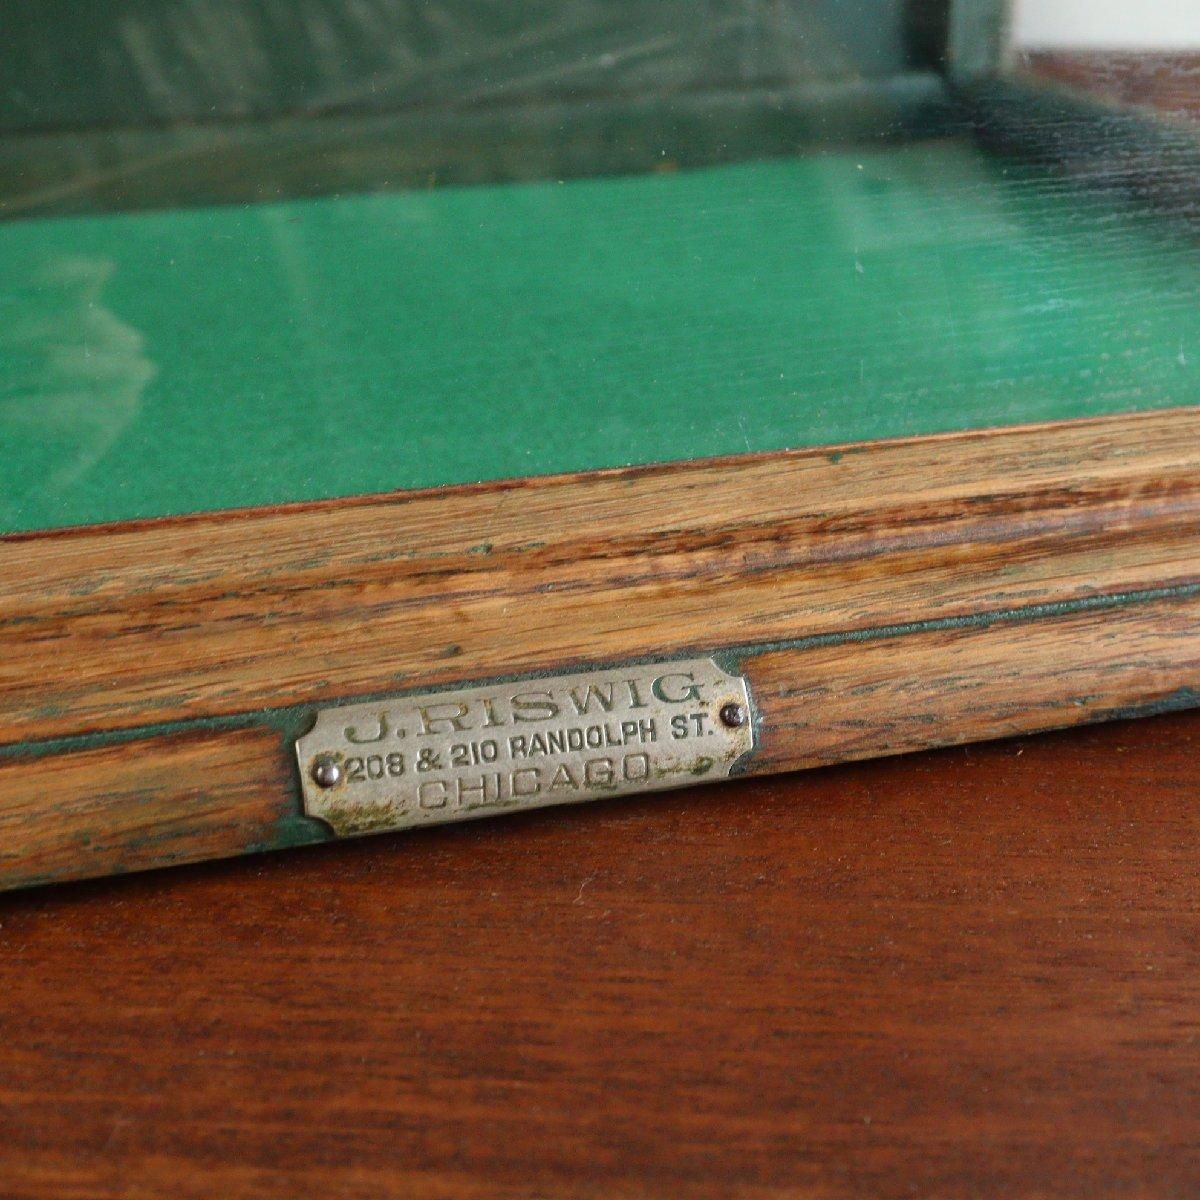 J. RISWIG
208 & 210 RANDOLPH ST.
CHICAGO